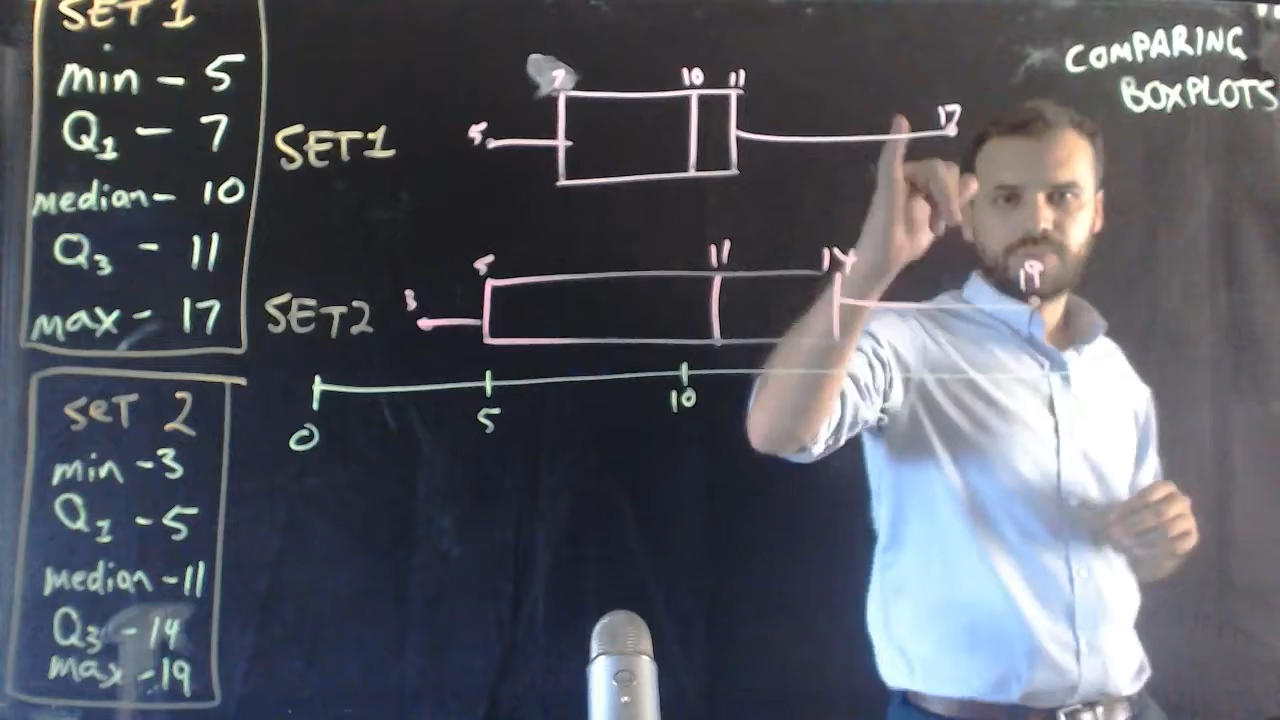 SET 1
min - 5
Q1 - 7
median- 10
Q3 - 11
max - 17
SET 2
min -3
Q1 -5
median -11
Q3 -14
max -19
COMPARING
BOXPLOTS
SET1
5
7
10
11
17
SET2
3
5
11
14
19
0
5
10